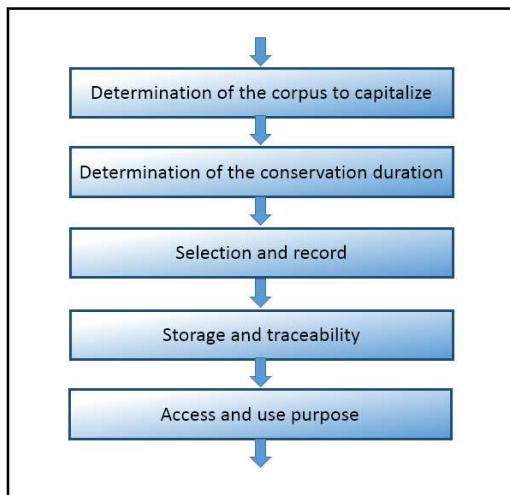 Determination of the corpus to capitalize
Determination of the conservation duration
Selection and record
Storage and traceability
Access and use purpose